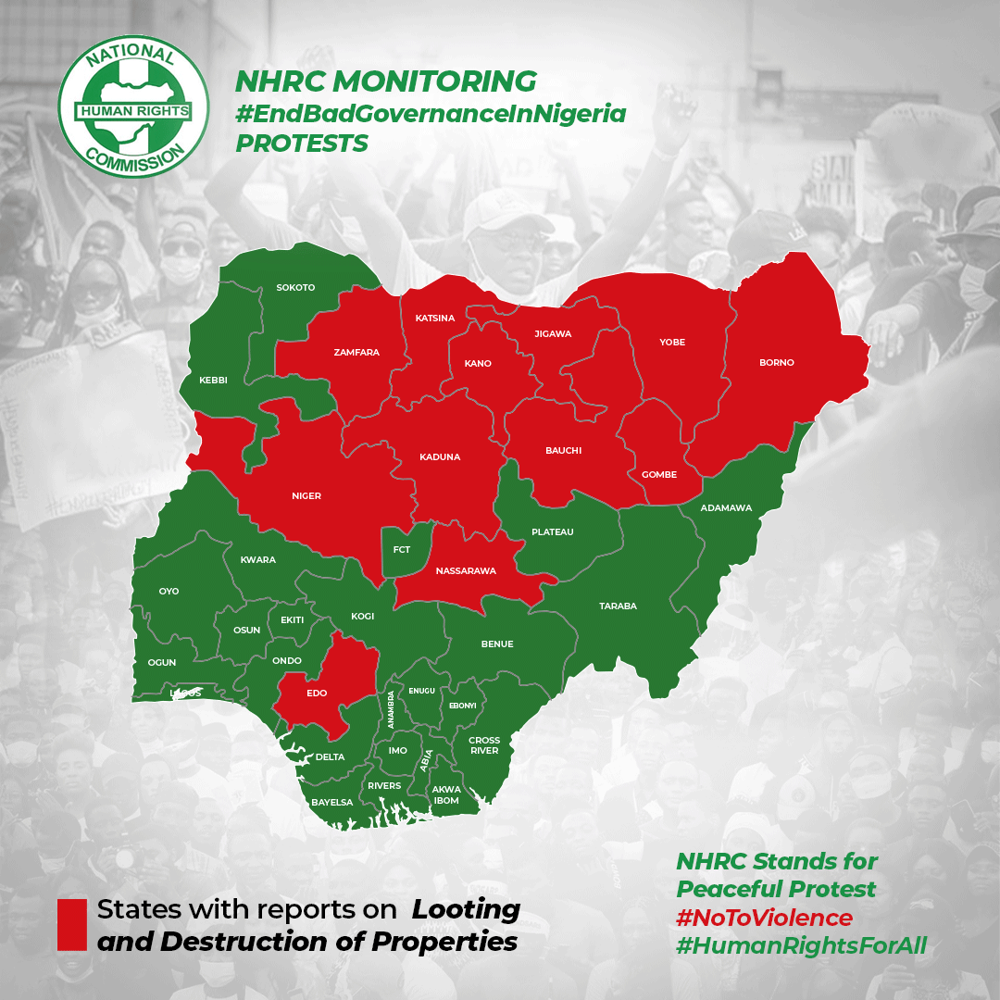 NATIONAL
HUMAN RIGHTS
COMMISSION
NHRC MONITORING
#EndBadGovernanceInNigeria
PROTESTS
SOKOTO
KATSINA
JIGAWA
YOBE
ZAMFARA
KANO
BORNO
KEBBI
BAUCHI
KADUNA
GOMBE
NIGER
ADAMAWA
PLATEAU
FCT
KWARA
NASSARAWA
OYO
TARABA
KOGI
EKITI
OSUN
BENUE
ONDO
OGUN
LAGOS
EDO
ENUGU
ANAMBRA
EBONYI
CROSS
RIVER
IMO
DELTA
ABIA
RIVERS
AKWA
IBOM
BAYELSA
States with reports on Looting
and Destruction of Properties
NHRC Stands for
Peaceful Protest
#NoToViolence
#HumanRightsForAll